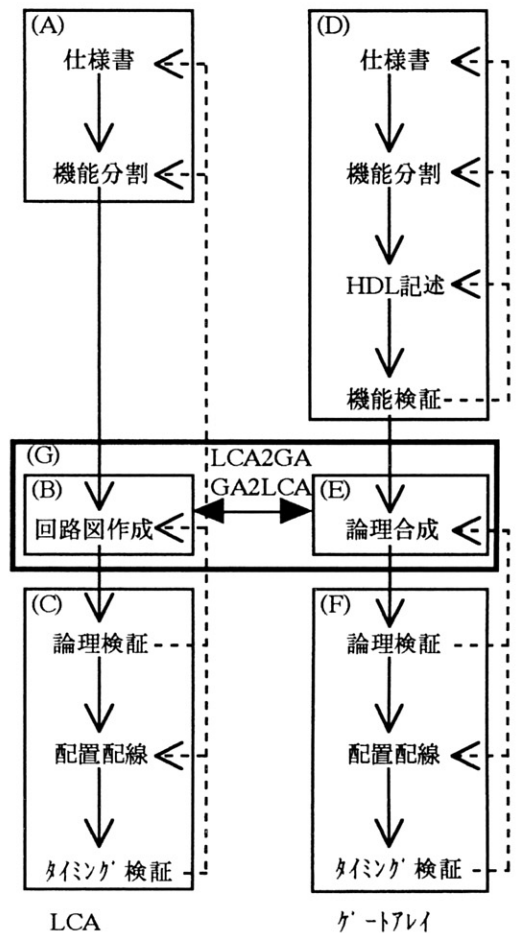 (A)
仕様書
機能分割
(D)
仕様書
機能分割
HDL記述
機能検証
(G)
LCA2GA
GA2LCA
(B)
回路図作成
(E)
論理合成
(C)
論理検証
配置配線
ﾀｲﾐﾝｸﾞ検証
(F)
論理検証
配置配線
ﾀｲﾐﾝｸﾞ検証
LCA
ｹﾞｰﾄｱﾚｲ